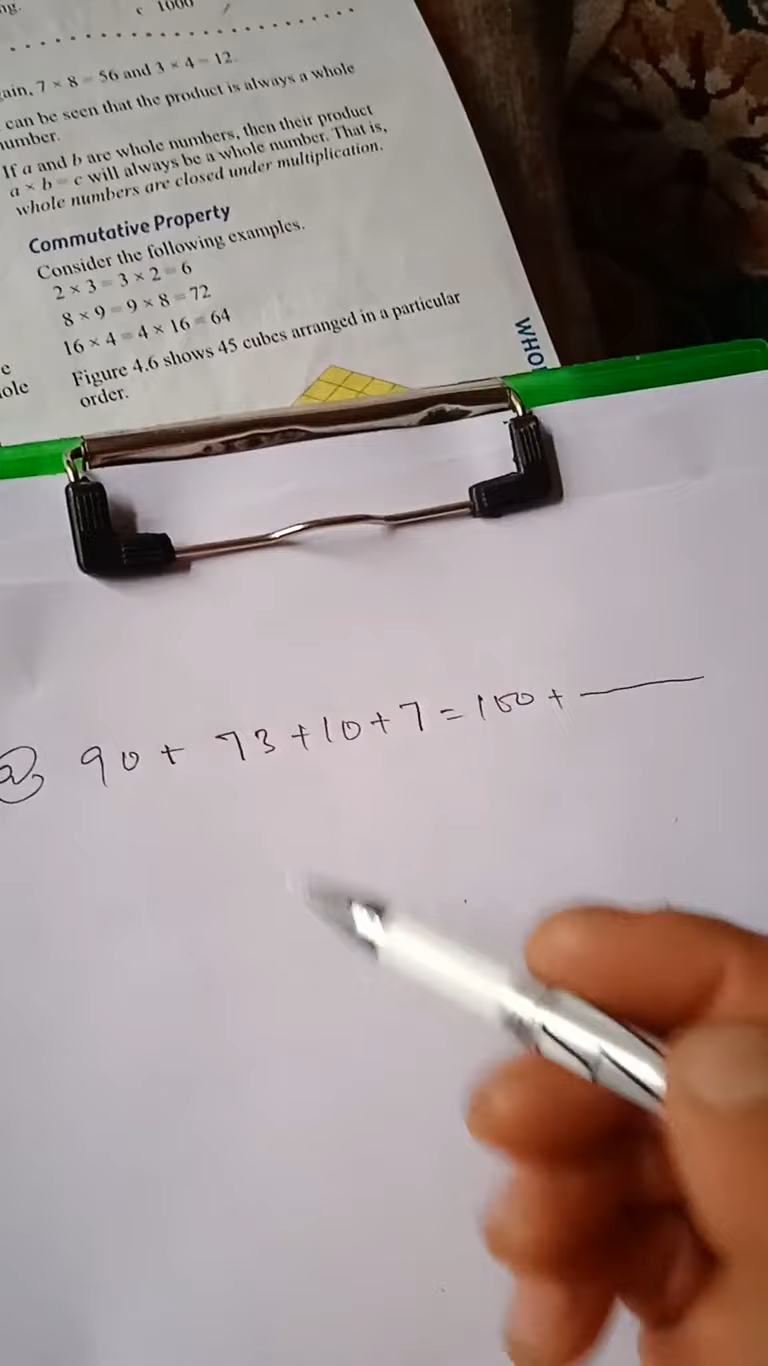 c 1000
ain, 7 × 8 = 56 and 3 × 4 = 12.
can be seen that the product is always a whole
number.
If a and b are whole numbers, then their product
a × b = c will always be a whole number. That is,
whole numbers are closed under multiplication.
Commutative Property
Consider the following examples.
2 × 3 = 3 × 2 = 6
8 × 9 = 9 × 8 = 72
16 × 4 = 4 × 16 = 64
Figure 4.6 shows 45 cubes arranged in a particular
order.
90 + 73 + 10 + 7 = 100 + ____